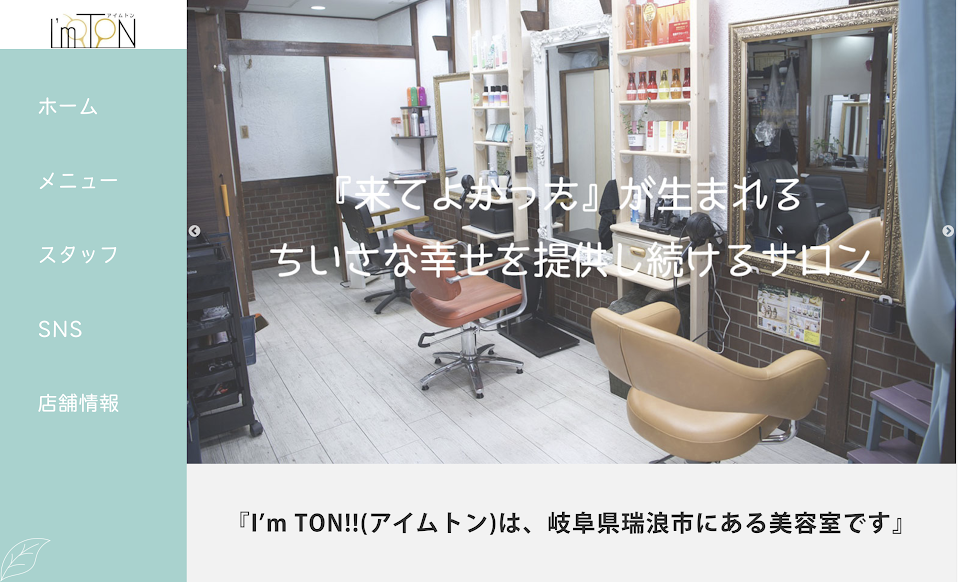 アイムトン
I'm TON
ホーム
メニュー
スタッフ
SNS
店舗情報
『来てよかった』が生まれる
ちいさな幸せを提供し続けるサロン
『I'm TON!!(アイムトン)は、岐阜県瑞浪市にある美容室です』